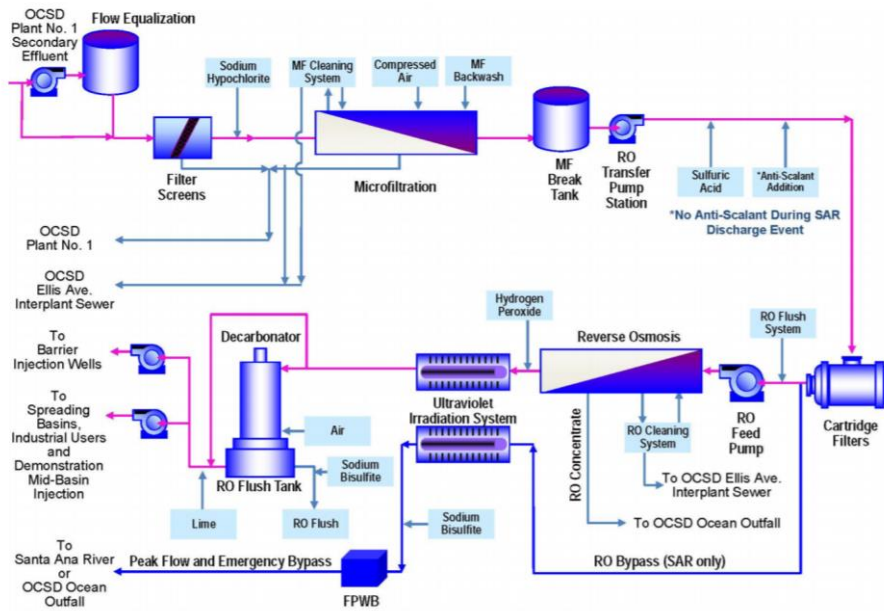 OCSD
Plant No. 1
Secondary
Effluent
Flow Equalization
Sodium
Hypochlorite
MF Cleaning
System
Compressed
Air
MF
Backwash
Filter
Screens
Microfiltration
MF
Break
Tank
RO
Transfer
Pump
Station
Sulfuric
Acid
*Anti-Scalant
Addition
*No Anti-Scalant During SAR
Discharge Event
OCSD
Plant No. 1
OCSD
Ellis Ave.
Interplant Sewer
To
Barrier
Injection Wells
To
Spreading
Basins,
Industrial Users
and
Demonstration
Mid-Basin
Injection
Decarbonator
Air
RO Flush Tank
Sodium
Bisulfite
Lime
RO Flush
Ultraviolet
Irradiation System
Hydrogen
Peroxide
Reverse Osmosis
RO Concentrate
RO Cleaning
System
To OCSD Ellis Ave.
Interplant Sewer
To OCSD Ocean Outfall
RO
Feed
Pump
RO Flush
System
Cartridge
Filters
Sodium
Bisulfite
RO Bypass (SAR only)
To
Santa Ana River
or
OCSD Ocean
Outfall
Peak Flow and Emergency Bypass
FPWB